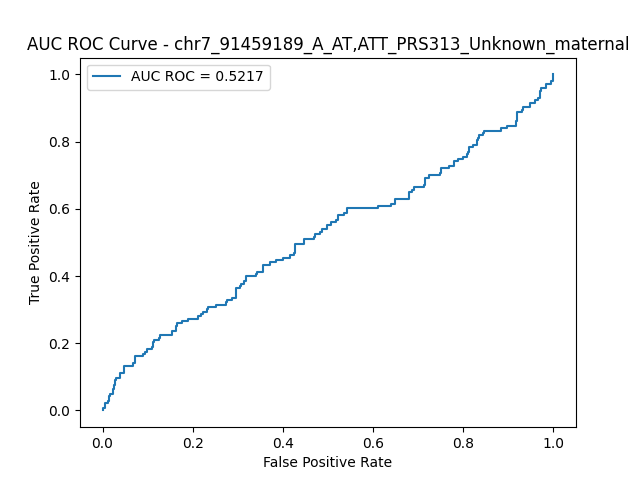 AUC ROC Curve - chr7_91459189_A_AT,ATT_PRS313_Unknown_maternal
AUC ROC = 0.5217
True Positive Rate
1.0
0.8
0.6
0.4
0.2
0.0
0.0 0.2 0.4 0.6 0.8 1.0
False Positive Rate